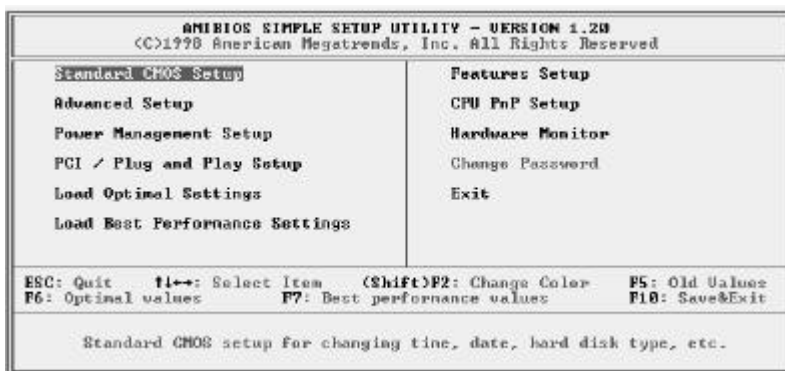 AMIBIOS SIMPLE SETUP UTILITY - VERSION 1.20
(C)1998 American Megatrends, Inc. All Rights Reserved
Standard CMOS Setup
Advanced Setup
Power Management Setup
PCI / Plug and Play Setup
Load Optimal Settings
Load Best Performance Settings
Features Setup
CPU PnP Setup
Hardware Monitor
Change Password
Exit
ESC: Quit ↑↓←→: Select Item (Shift)F2: Change Color F5: Old Values
F6: Optimal values F7: Best performance values F10: Save&Exit
Standard CMOS setup for changing time, date, hard disk type, etc.